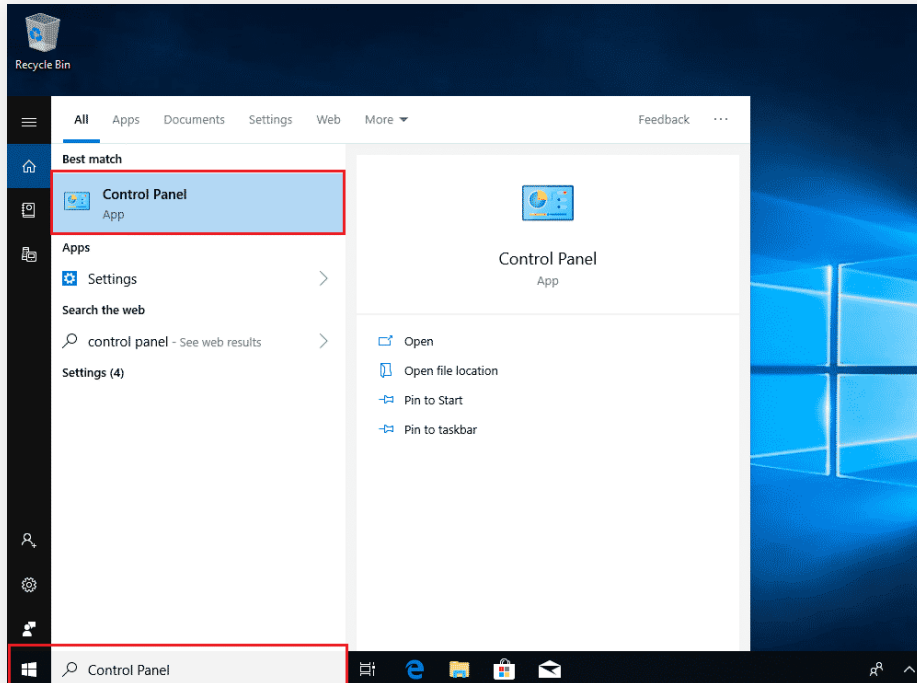 Recycle Bin
All Apps Documents Settings Web More Feedback ...
Best match
Control Panel
App
Apps
Settings
Search the web
control panel - See web results
Settings (4)
Control Panel
App
Open
Open file location
Pin to Start
Pin to taskbar
Control Panel